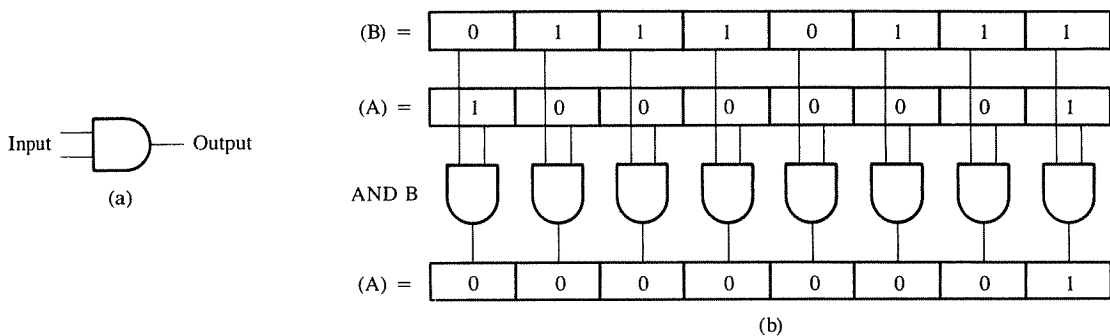 (B) = 0 1 1 1 0 1 1 1
(A) = 1 0 0 0 0 0 0 1
Input Output
(a)
AND B
(A) = 0 0 0 0 0 0 0 1
(b)